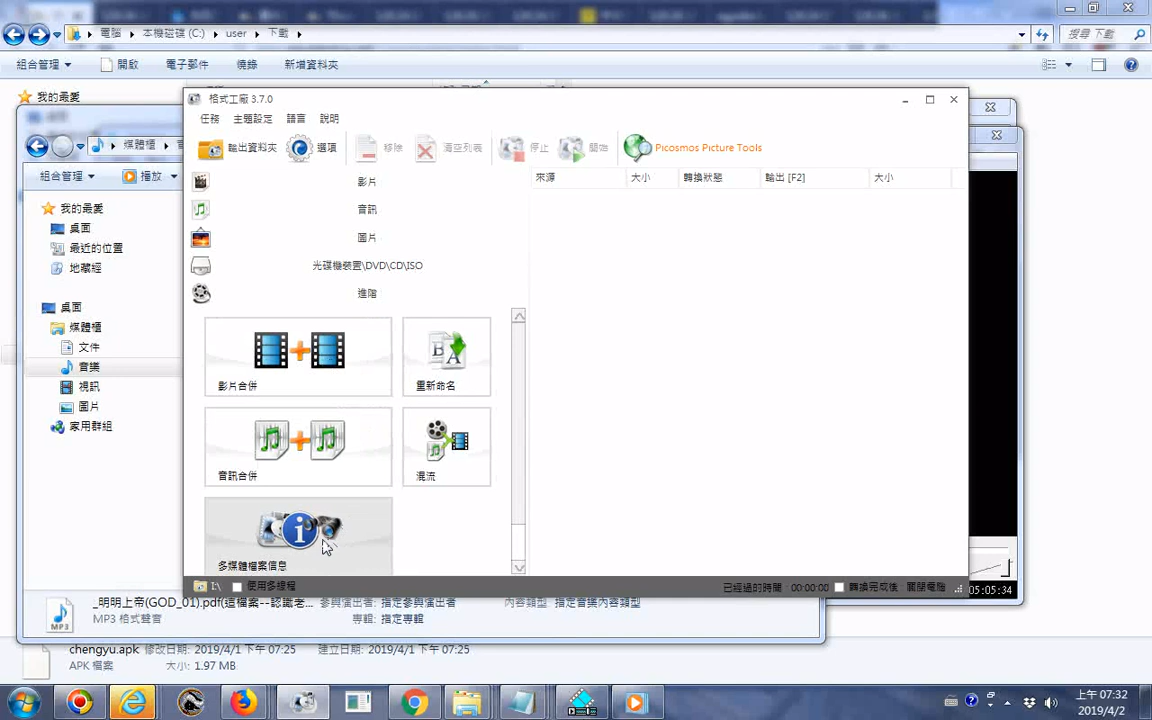 電腦 ▸ 本機磁碟 (C:) ▸ user ▸ 下載 ▸
搜尋 下載
組合管理 開啟 電子郵件 燒錄 新增資料夾
我的最愛
格式工廠 3.7.0
任務 主題設定 語言 說明
輸出資料夾 選項 移除 清空列表 停止 開始 Picosmos Picture Tools
媒體櫃
組合管理 播放
我的最愛
桌面
最近的位置
地藏經
桌面
媒體櫃
文件
音樂
視訊
圖片
家用群組
影片
音訊
圖片
光碟機裝置\DVD\CD\ISO
進階
來源 大小 轉換狀態 輸出 [F2] 大小
影片合併
重新命名
音訊合併
混流
多媒體檔案信息
I:\ 使用多線程
已經過的時間 00:00:00 轉換完成後 關閉電腦
05:05:34
_明明上帝(GOD_01).pdf(這檔案--認識老... 參與演出者: 指定參與演出者 內容類型 指定音樂內容類型
MP3 格式聲音 專輯: 指定專輯
chengyu.apk 修改日期: 2019/4/1 下午 07:25 建立日期: 2019/4/1 下午 07:25
APK 檔案 大小: 1.97 MB
上午 07:32
2019/4/2